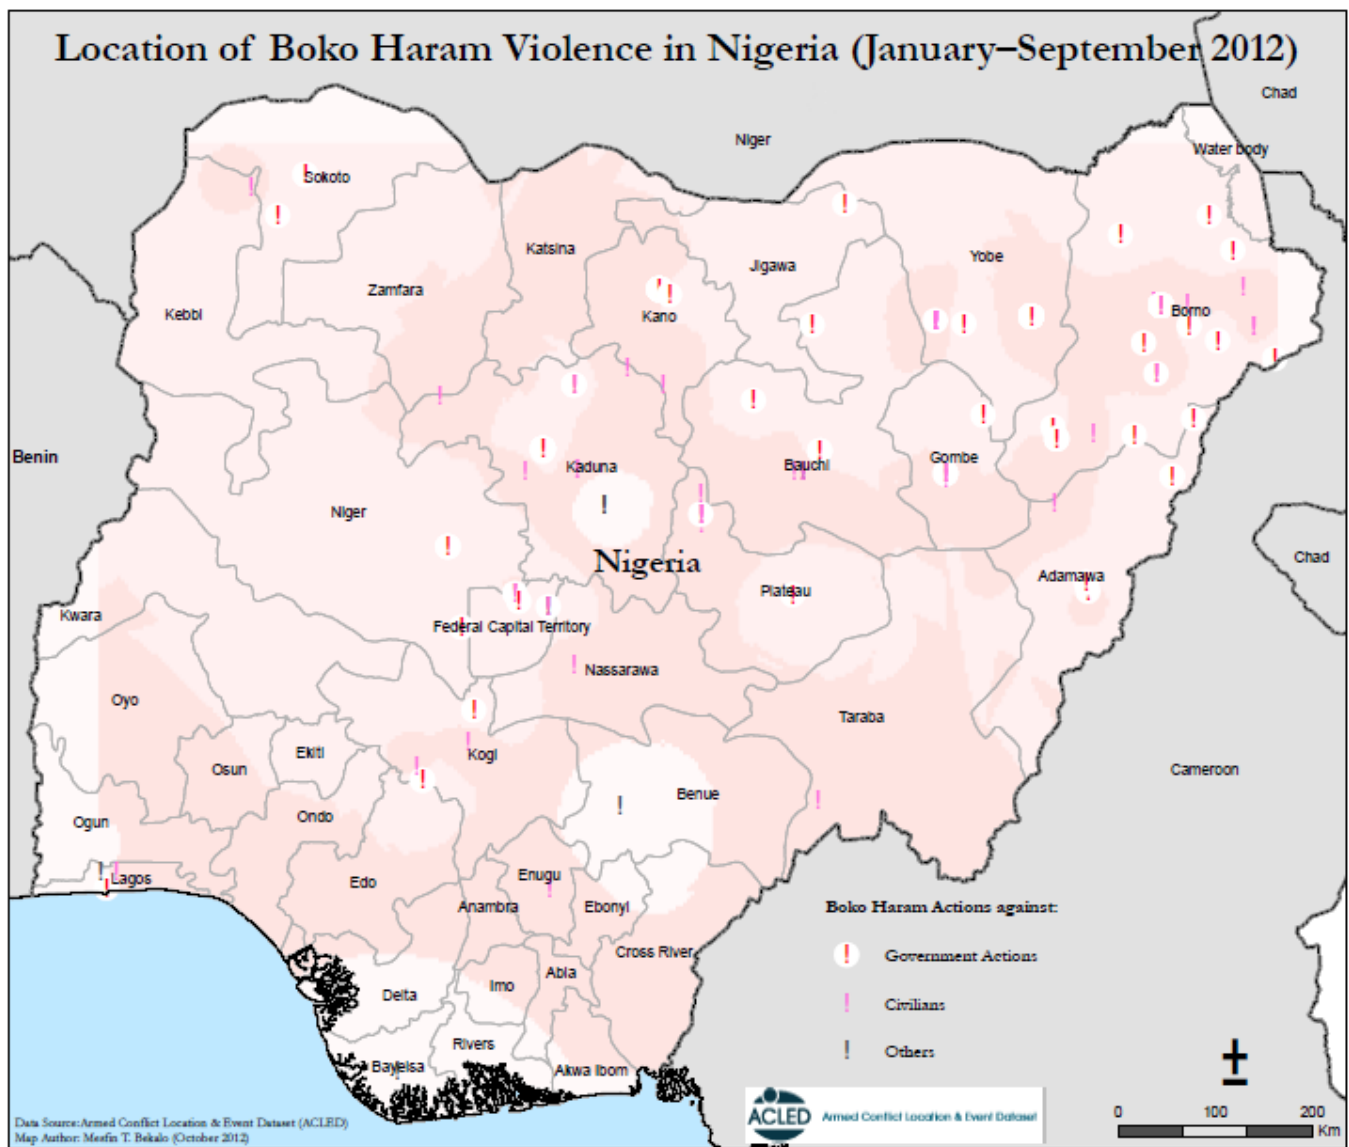 Location of Boko Haram Violence in Nigeria (January–September 2012)
Chad
Niger
Water body
Sokoto
Katsina
Yobe
Jigawa
Zamfara
Kebbi
Kano
Borno
Benin
Kaduna
Bauchi
Gombe
Niger
Nigeria
Chad
Plateau
Adamawa
Kwara
Federal Capital Territory
Nassarawa
Oyo
Taraba
Ekiti
Kogi
Osun
Cameroon
Benue
Ogun
Ondo
Lagos
Edo
Enugu
Anambra
Ebonyi
Cross River
Abia
Imo
Delta
Rivers
Bayelsa
Akwa Ibom
Boko Haram Actions against:
! Government Actions
! Civilians
! Others
ACLED Armed Conflict Location & Event Dataset
0 100 200
Km
Data Source:Armed Conflict Location & Event Dataset (ACLED)
Map Author: Mesfin T. Bekalo (October 2012)